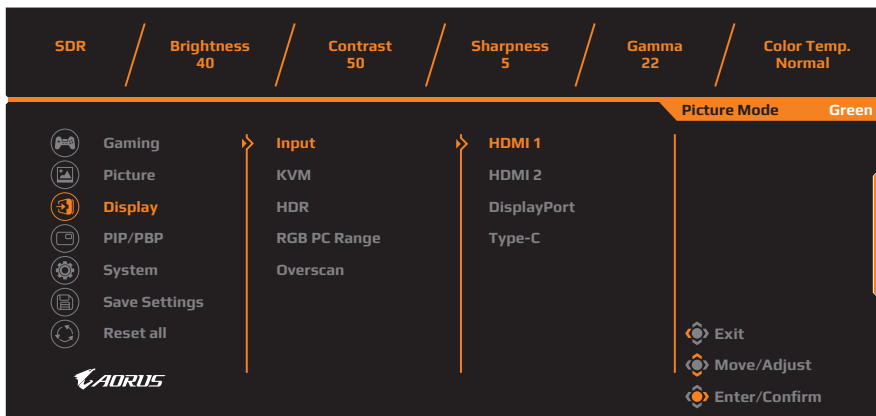 SDR Brightness Contrast Sharpness Gamma Color Temp.
40 50 5 22 Normal
Picture Mode Green
Gaming Input HDMI 1
Picture KVM HDMI 2
Display HDR DisplayPort
PIP/PBP RGB PC Range Type-C
System Overscan
Save Settings
Reset all
Exit
Move/Adjust
Enter/Confirm
AORUS